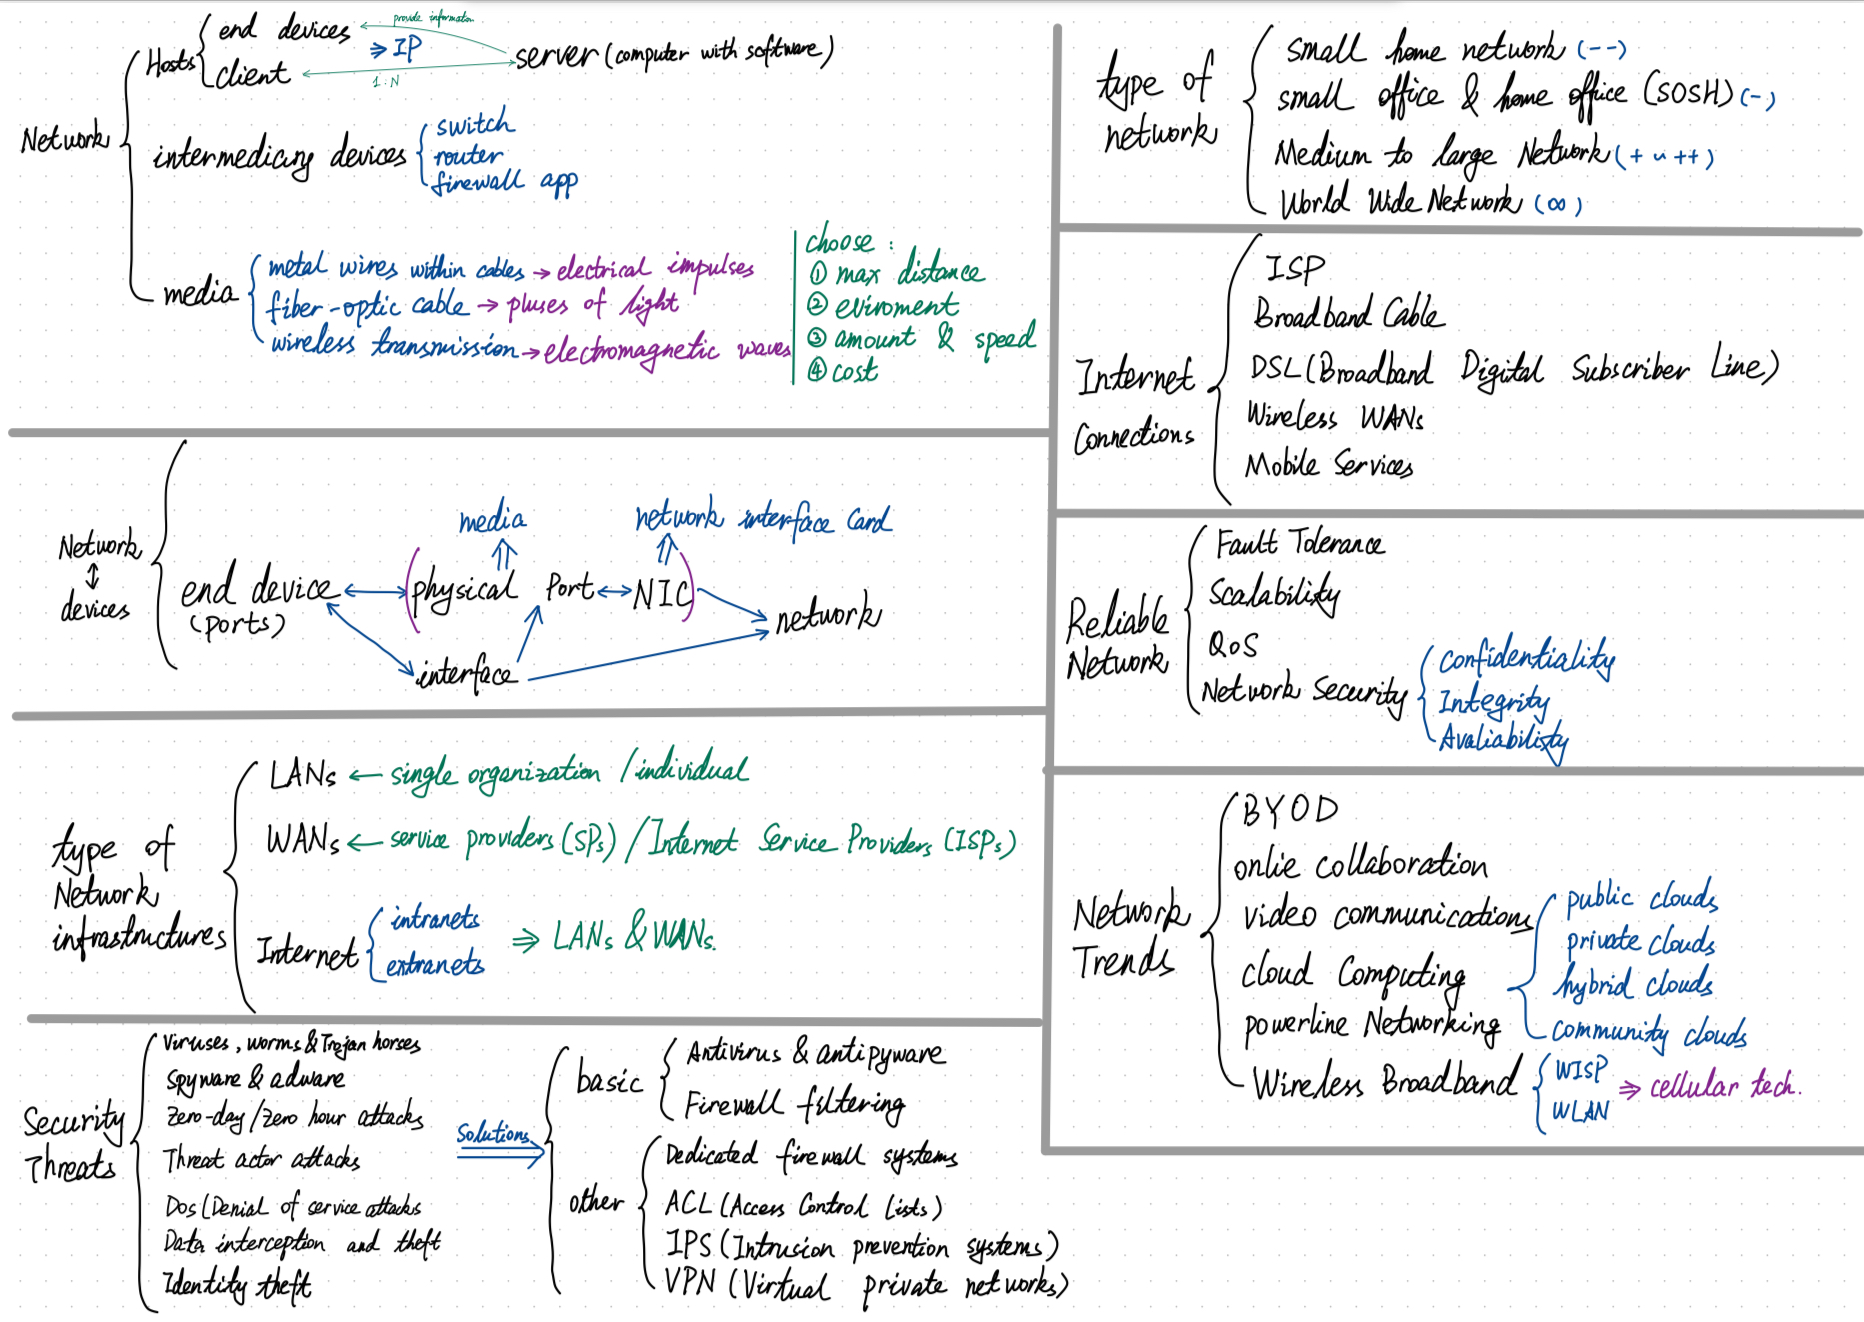 Network
Hosts
end devices
client
⇒ IP
provide information
1 : N
server (computer with software)
intermediary devices
switch
router
firewall app
media
metal wires within cables → electrical impulses
fiber-optic cable → pluses of light
wireless transmission → electromagnetic waves
choose :
① max distance
② eviroment
③ amount & speed
④ cost
Network
↕
devices
end device
(ports)
media
physical Port ↔ NIC
network interface card
interface
network
type of
Network
infrastructures
LANs ← single organization / individual
WANs ← service providers (SPs) / Internet Service Providers (ISPs)
Internet
intranets
extranets
⇒ LANs & WANs.
Security
Threats
Viruses, worms & Trojan horses
Spyware & adware
Zero-day / Zero hour attacks
Threat actor attacks
Dos (Denial of service attacks
Data interception and theft
Identity theft
Solutions
basic
Antivirus & antipyware
Firewall filtering
other
Dedicated firewall systems
ACL (Access Control Lists)
IPS (Intrusion prevention systems)
VPN (Virtual private networks)
type of
network
small home network (--)
small office & home office (SOSH) (-)
Medium to large Network (+ ~ ++)
World Wide Network (∞)
Internet
Connections
ISP
Broadband Cable
DSL (Broadband Digital Subscriber Line)
Wireless WANs
Mobile Services
Reliable
Network
Fault Tolerance
Scalability
QoS
Network Security
Confidentiality
Integrity
Avaliability
Network
Trends
BYOD
onlie collaboration
video communications
cloud Computing
public clouds
private clouds
hybrid clouds
community clouds
powerline Networking
Wireless Broadband
WISP
WLAN
⇒ cellular tech.